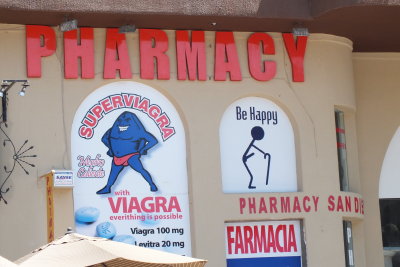 PHARMACY
SUPERVIAGRA
with
VIAGRA
everithing is possible
Viagra 100 mg
Levitra 20 mg
Be Happy
PHARMACY SAN DIE
FARMACIA